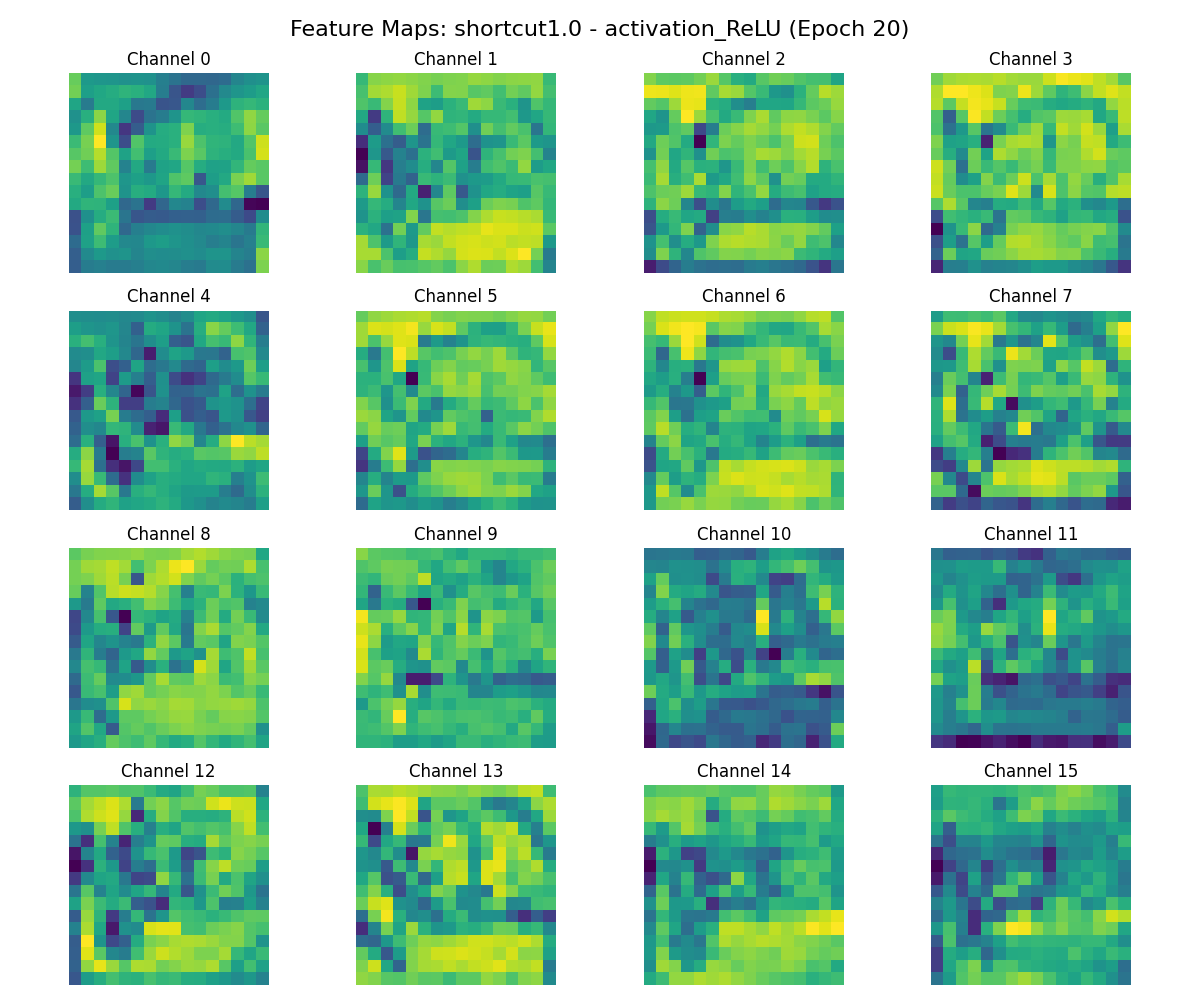 Feature Maps: shortcut1.0 - activation_ReLU (Epoch 20)
Channel 0
Channel 1
Channel 2
Channel 3
Channel 4
Channel 5
Channel 6
Channel 7
Channel 8
Channel 9
Channel 10
Channel 11
Channel 12
Channel 13
Channel 14
Channel 15